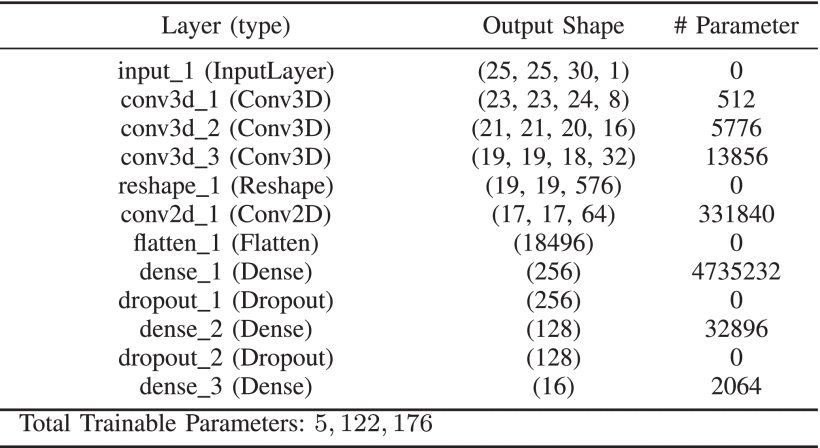 Layer (type) Output Shape # Parameter
input_1 (InputLayer) (25, 25, 30, 1) 0
conv3d_1 (Conv3D) (23, 23, 24, 8) 512
conv3d_2 (Conv3D) (21, 21, 20, 16) 5776
conv3d_3 (Conv3D) (19, 19, 18, 32) 13856
reshape_1 (Reshape) (19, 19, 576) 0
conv2d_1 (Conv2D) (17, 17, 64) 331840
flatten_1 (Flatten) (18496) 0
dense_1 (Dense) (256) 4735232
dropout_1 (Dropout) (256) 0
dense_2 (Dense) (128) 32896
dropout_2 (Dropout) (128) 0
dense_3 (Dense) (16) 2064
Total Trainable Parameters: 5, 122, 176